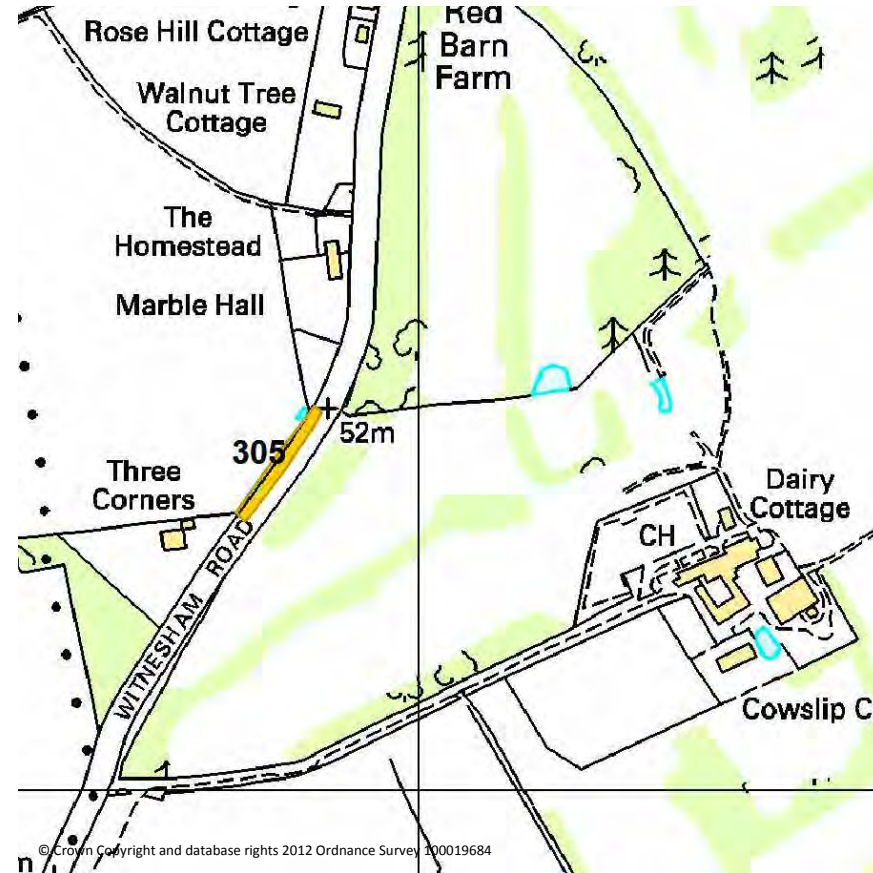 Rose Hill Cottage
Red
Barn
Farm
Walnut Tree
Cottage
The
Homestead
Marble Hall
52m
305
Three
Corners
Dairy
Cottage
CH
WITNESHAM ROAD
Cowslip C
m
© Crown Copyright and database rights 2012 Ordnance Survey 100019684